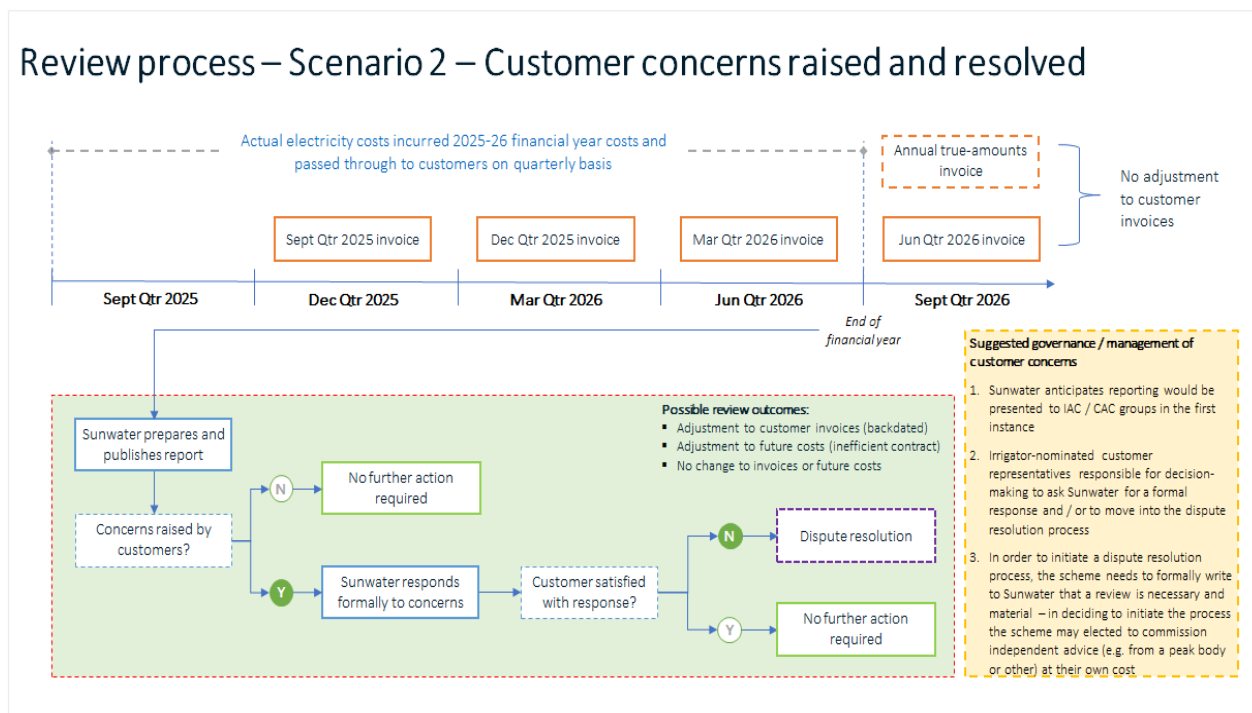 Review process – Scenario 2 – Customer concerns raised and resolved
Actual electricity costs incurred 2025-26 financial year costs and
passed through to customers on quarterly basis
Annual true-amounts
invoice
No adjustment
to customer
invoices
Sept Qtr 2025 invoice
Dec Qtr 2025 invoice
Mar Qtr 2026 invoice
Jun Qtr 2026 invoice
Sept Qtr 2025
Dec Qtr 2025
Mar Qtr 2026
Jun Qtr 2026
Sept Qtr 2026
End of
financial year
Sunwater prepares and
publishes report
Concerns raised by
customers?
N
No further action
required
Y
Sunwater responds
formally to concerns
Customer satisfied
with response?
Possible review outcomes:
▪ Adjustment to customer invoices (backdated)
▪ Adjustment to future costs (inefficient contract)
▪ No change to invoices or future costs
N
Dispute resolution
Y
No further action
required
Suggested governance / management of
customer concerns
1. Sunwater anticipates reporting would be
presented to IAC / CAC groups in the first
instance
2. Irrigator-nominated customer
representatives responsible for decision-
making to ask Sunwater for a formal
response and / or to move into the dispute
resolution process
3. In order to initiate a dispute resolution
process, the scheme needs to formally write
to Sunwater that a review is necessary and
material – in deciding to initiate the process
the scheme may elected to commission
independent advice (e.g. from a peak body
or other) at their own cost